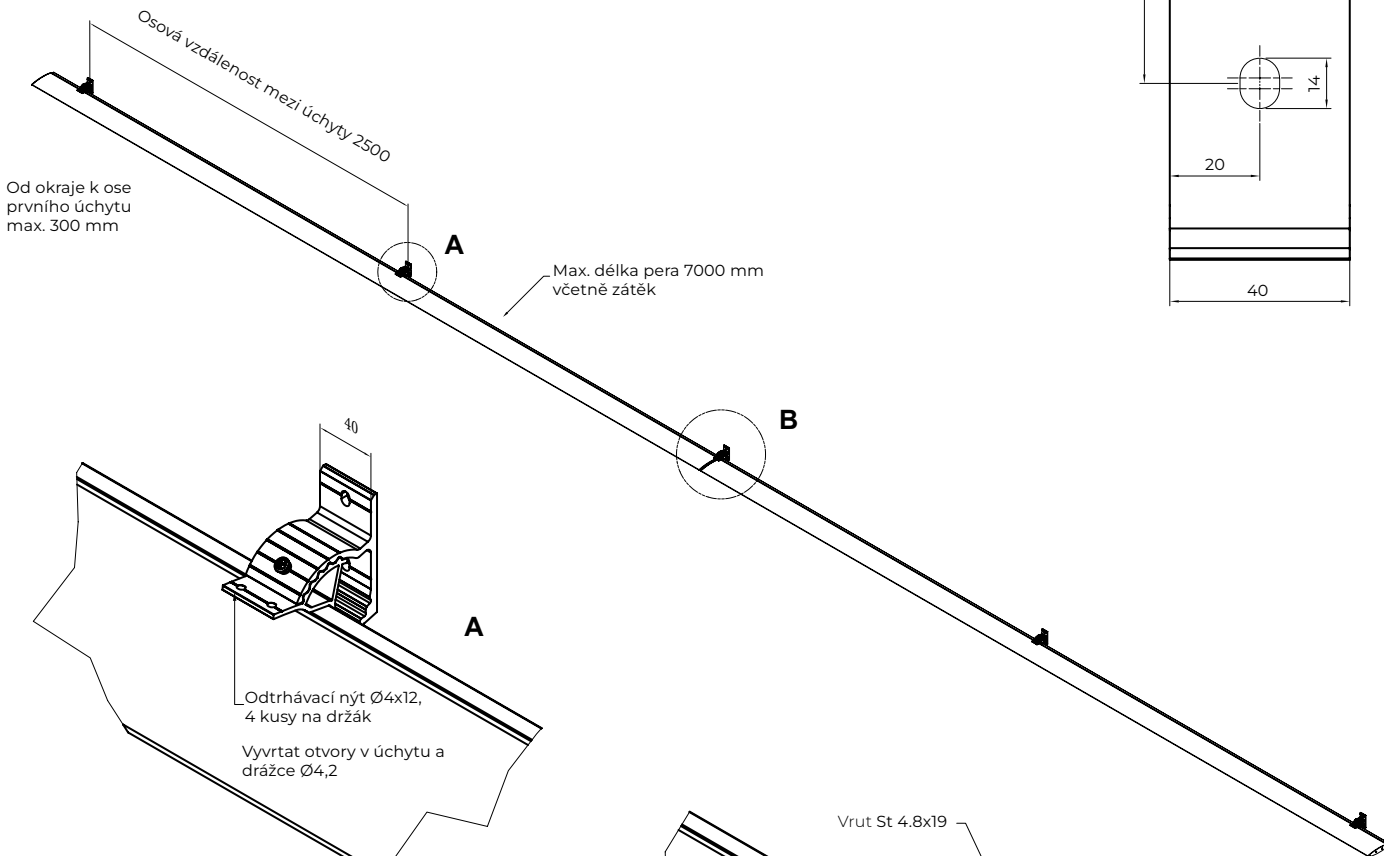 Osová vzdálenost mezi úchyty 2500
14
20
Od okraje k ose
prvního úchytu
max. 300 mm
A
Max. délka pera 7000 mm
včetně zátěk
40
B
40
A
Odtrhávací nýt Ø4x12,
4 kusy na držák
Vyvrtat otvory v úchytu a
drážce Ø4,2
Vrut St 4.8x19